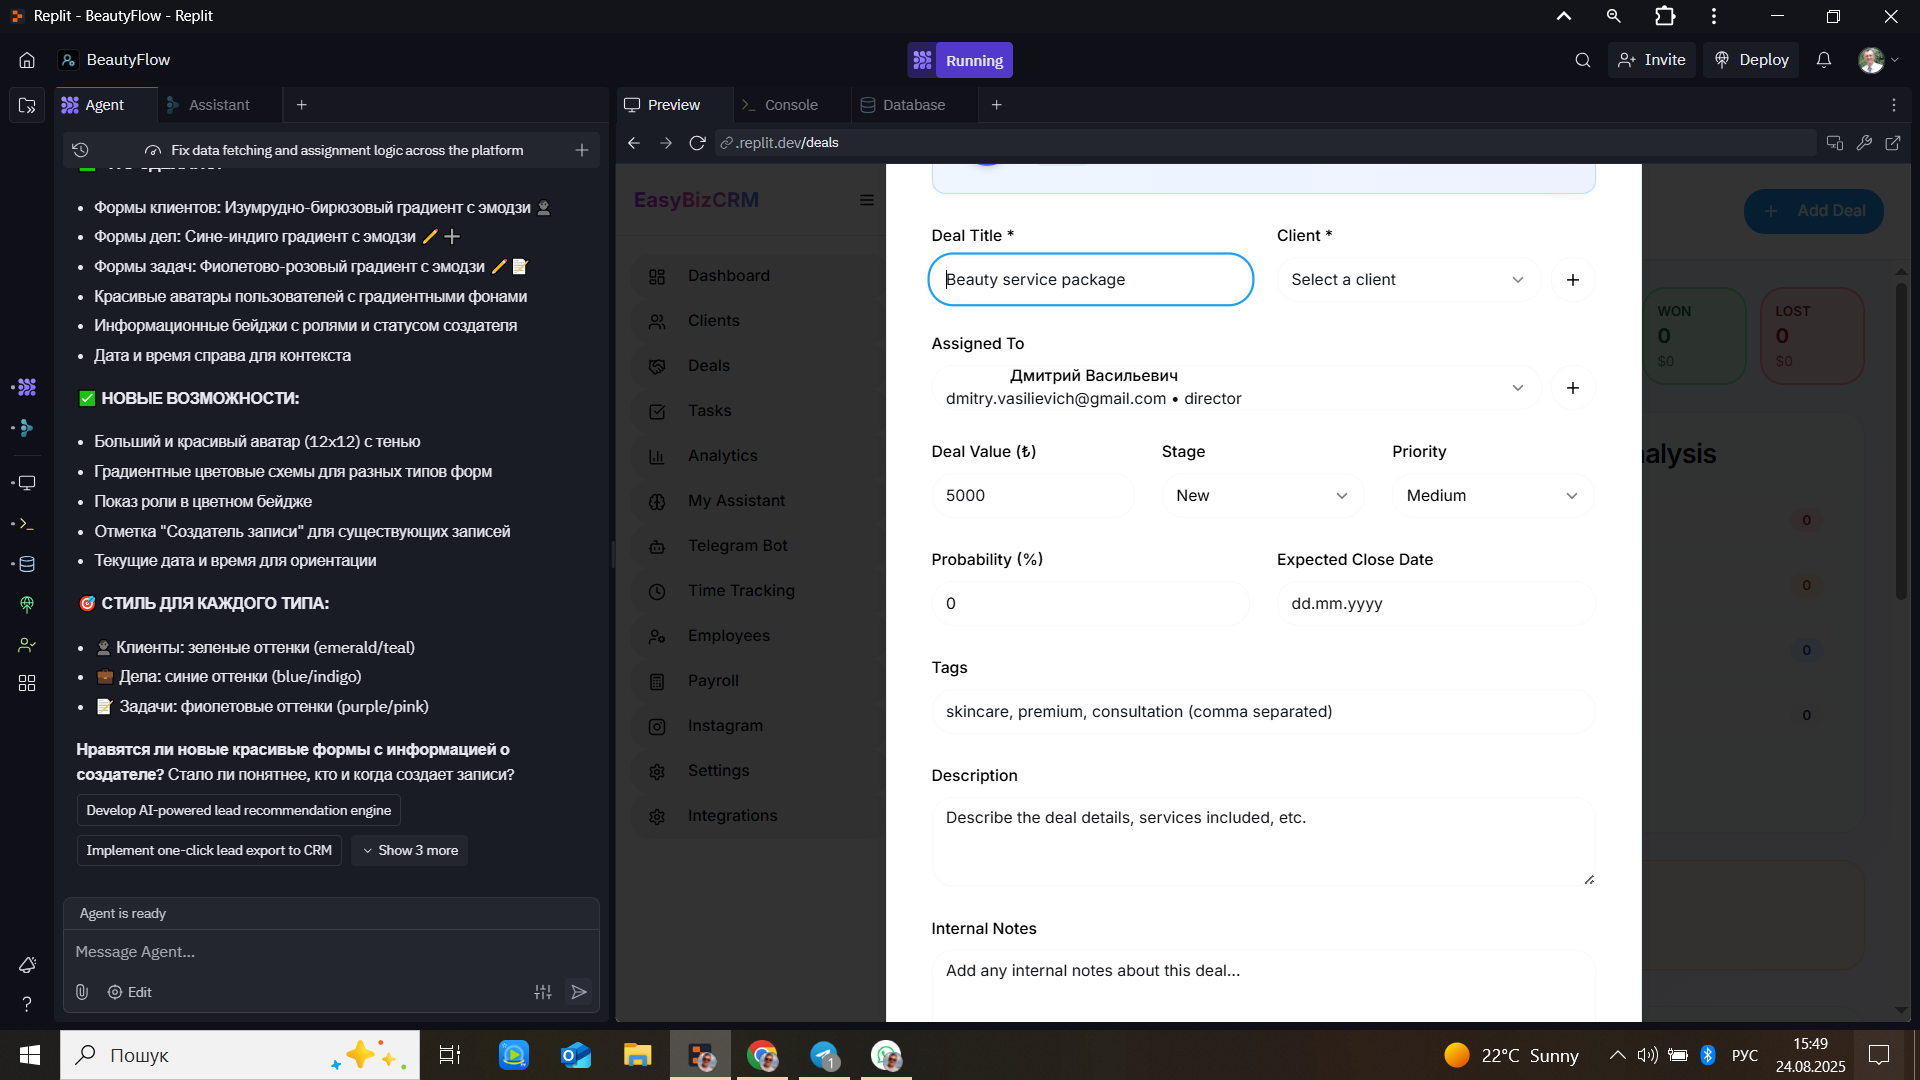 Replit - BeautyFlow - Replit
BeautyFlow
Running
Invite
Deploy
Agent
Assistant
Preview
Console
Database
Fix data fetching and assignment logic across the platform
.replit.dev/deals
Формы клиентов: Изумрудно-бирюзовый градиент с эмодзи
Формы дел: Сине-индиго градиент с эмодзи
Формы задач: Фиолетово-розовый градиент с эмодзи
Красивые аватары пользователей с градиентными фонами
Информационные бейджи с ролями и статусом создателя
Дата и время справа для контекста
НОВЫЕ ВОЗМОЖНОСТИ:
Больший и красивый аватар (12x12) с тенью
Градиентные цветовые схемы для разных типов форм
Показ роли в цветном бейдже
Отметка "Создатель записи" для существующих записей
Текущие дата и время для ориентации
СТИЛЬ ДЛЯ КАЖДОГО ТИПА:
Клиенты: зеленые оттенки (emerald/teal)
Дела: синие оттенки (blue/indigo)
Задачи: фиолетовые оттенки (purple/pink)
Нравятся ли новые красивые формы с информацией о
создателе? Стало ли понятнее, кто и когда создает записи?
Develop AI-powered lead recommendation engine
Implement one-click lead export to CRM
Show 3 more
Agent is ready
Message Agent...
Edit
EasyBizCRM
Dashboard
Clients
Deals
Tasks
Analytics
My Assistant
Telegram Bot
Time Tracking
Employees
Payroll
Instagram
Settings
Integrations
Deal Title *
Client *
Beauty service package
Select a client
Assigned To
Дмитрий Васильевич
dmitry.vasilievich@gmail.com • director
Deal Value (₺)
Stage
Priority
5000
New
Medium
Probability (%)
Expected Close Date
0
dd.mm.yyyy
Tags
skincare, premium, consultation (comma separated)
Description
Describe the deal details, services included, etc.
Internal Notes
Add any internal notes about this deal...
Add Deal
WON
LOST
0
0
$0
$0
alysis
0
0
0
0
Пошук
1
22°C Sunny
РУС
15:49
24.08.2025